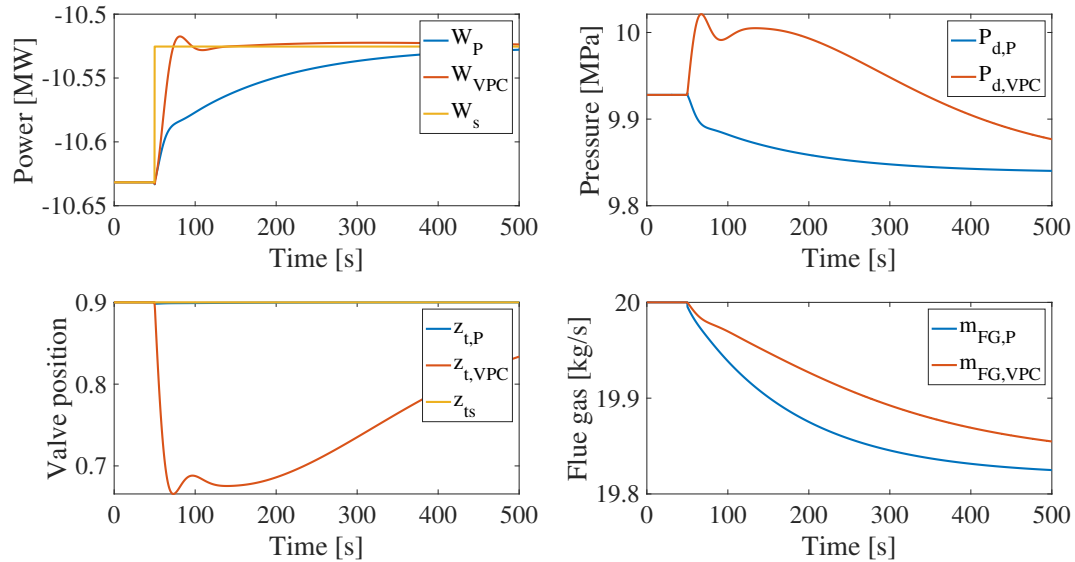 -10.5
-10.55
-10.6
-10.65
Power [MW]
W_P
W_VPC
W_s
0 100 200 300 400 500
Time [s]
10
9.9
9.8
Pressure [MPa]
P_d,P
P_d,VPC
0 100 200 300 400 500
Time [s]
0.9
0.8
0.7
Valve position
z_t,P
z_t,VPC
z_ts
0 100 200 300 400 500
Time [s]
20
19.9
19.8
Flue gas [kg/s]
m_FG,P
m_FG,VPC
0 100 200 300 400 500
Time [s]